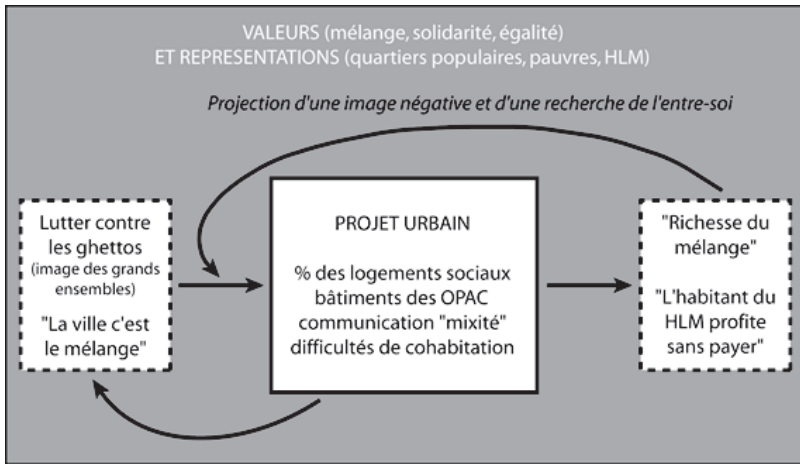 VALEURS (mélange, solidarité, égalité)
ET REPRESENTATIONS (quartiers populaires, pauvres, HLM)
Projection d'une image négative et d'une recherche de l'entre-soi
Lutter contre
les ghettos
(image des grands
ensembles)
"La ville c'est
le mélange"
PROJET URBAIN
% des logements sociaux
bâtiments des OPAC
communication "mixité"
difficultés de cohabitation
"Richesse du
mélange"
"L'habitant du
HLM profite
sans payer"